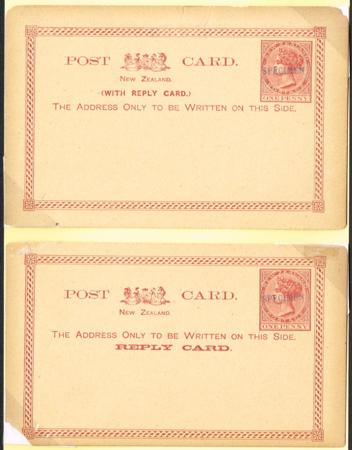 POST CARD.
SPECIMEN
NEW ZEALAND.
(WITH REPLY CARD.)
ONE PENNY
THE ADDRESS ONLY TO BE WRITTEN ON THIS SIDE.
POST CARD.
SPECIMEN
NEW ZEALAND.
ONE PENNY
THE ADDRESS ONLY TO BE WRITTEN ON THIS SIDE.
REPLY CARD.